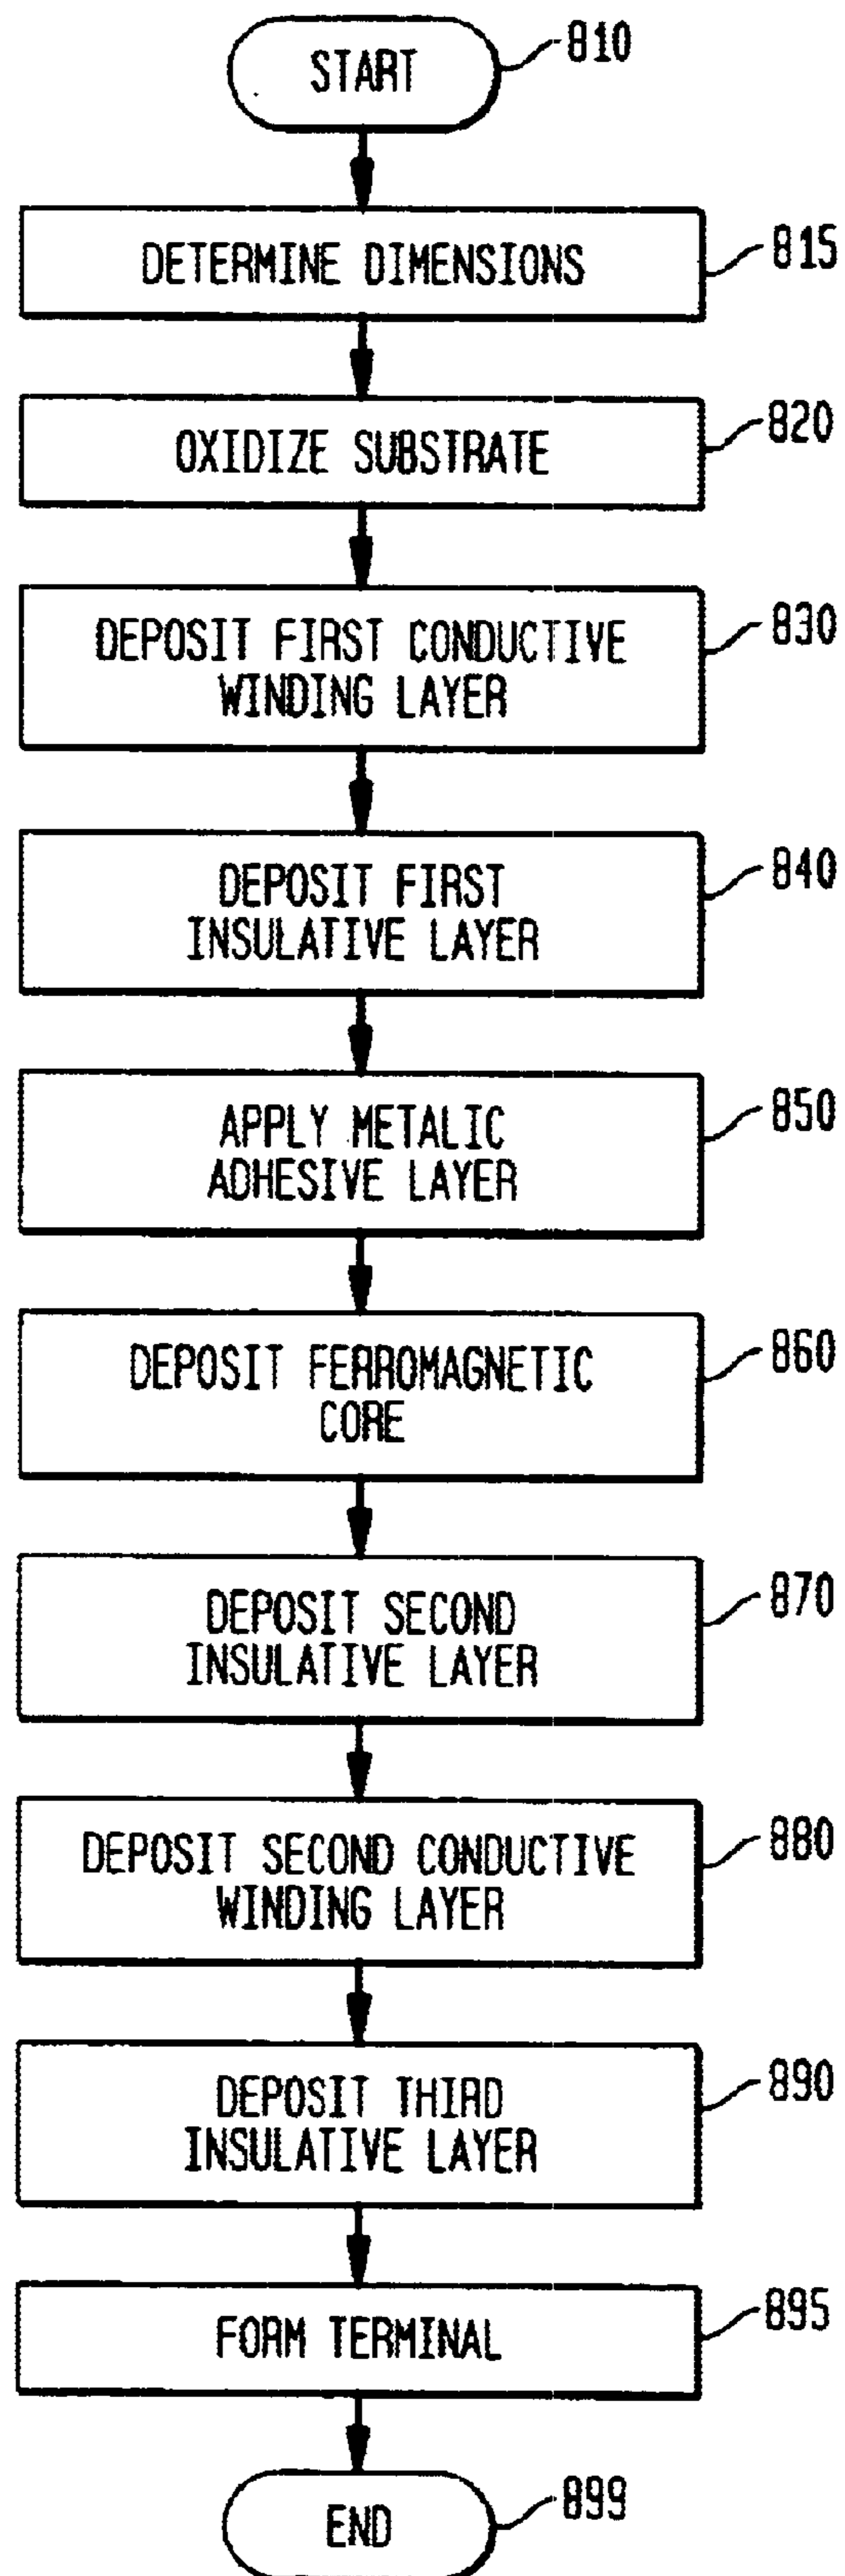 START
810
DETERMINE DIMENSIONS
815
OXIDIZE SUBSTRATE
820
DEPOSIT FIRST CONDUCTIVE
WINDING LAYER
830
DEPOSIT FIRST
INSULATIVE LAYER
840
APPLY METALIC
ADHESIVE LAYER
850
DEPOSIT FERROMAGNETIC
CORE
860
DEPOSIT SECOND
INSULATIVE LAYER
870
DEPOSIT SECOND CONDUCTIVE
WINDING LAYER
880
DEPOSIT THIRD
INSULATIVE LAYER
890
FORM TERMINAL
895
END
899